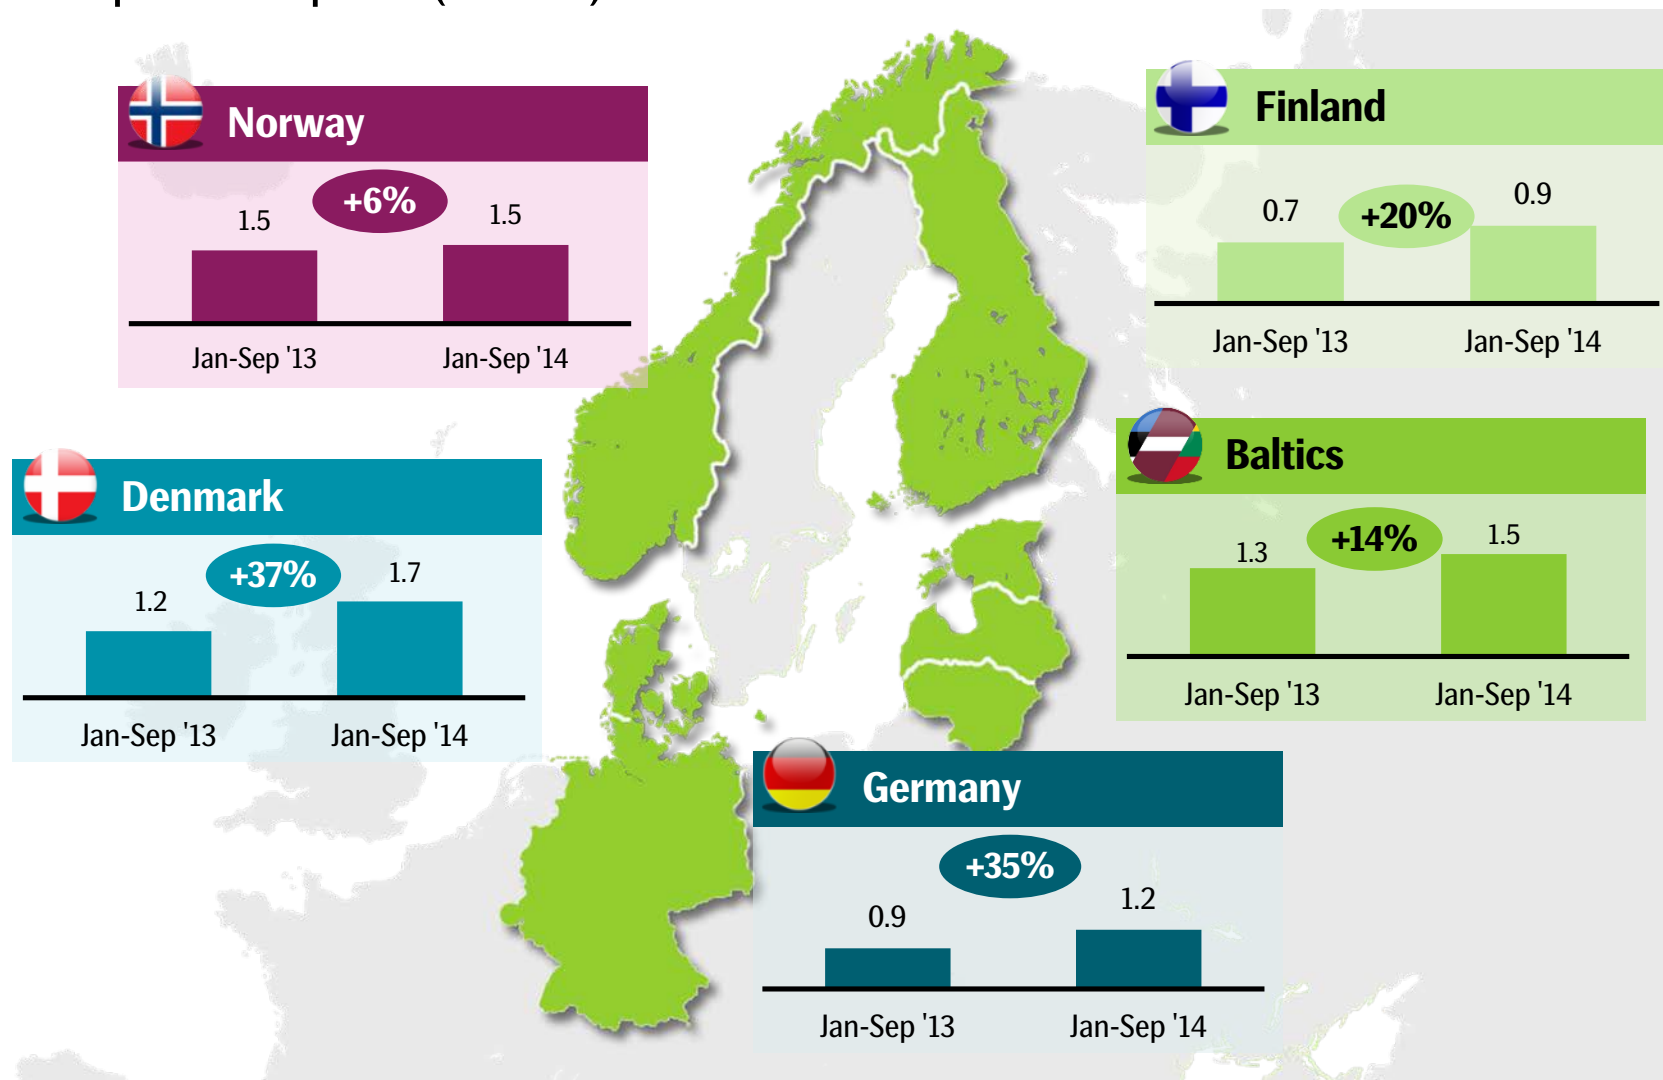 Norway
+6%
1.5
1.5
Jan-Sep '13
Jan-Sep '14
Finland
+20%
0.7
0.9
Jan-Sep '13
Jan-Sep '14
Denmark
+37%
1.2
1.7
Jan-Sep '13
Jan-Sep '14
Baltics
+14%
1.3
1.5
Jan-Sep '13
Jan-Sep '14
Germany
+35%
0.9
1.2
Jan-Sep '13
Jan-Sep '14